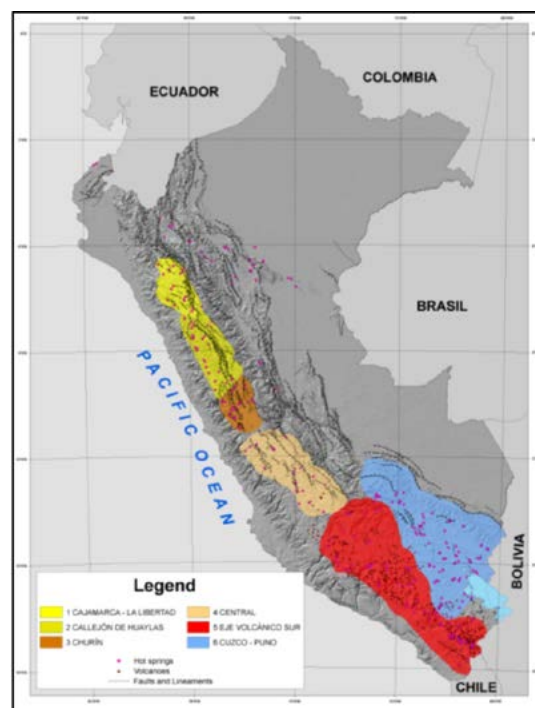 COLOMBIA
ECUADOR
BRASIL
PACIFIC OCEAN
BOLIVIA
Legend
1 CAJAMARCA - LA LIBERTAD
4 CENTRAL
2 CALLEJÓN DE HUAYLAS
5 EJE VOLCÁNICO SUR
3 CHURÍN
6 CUZCO - PUNO
Hot springs
Volcanoes
Faults and Lineaments
CHILE